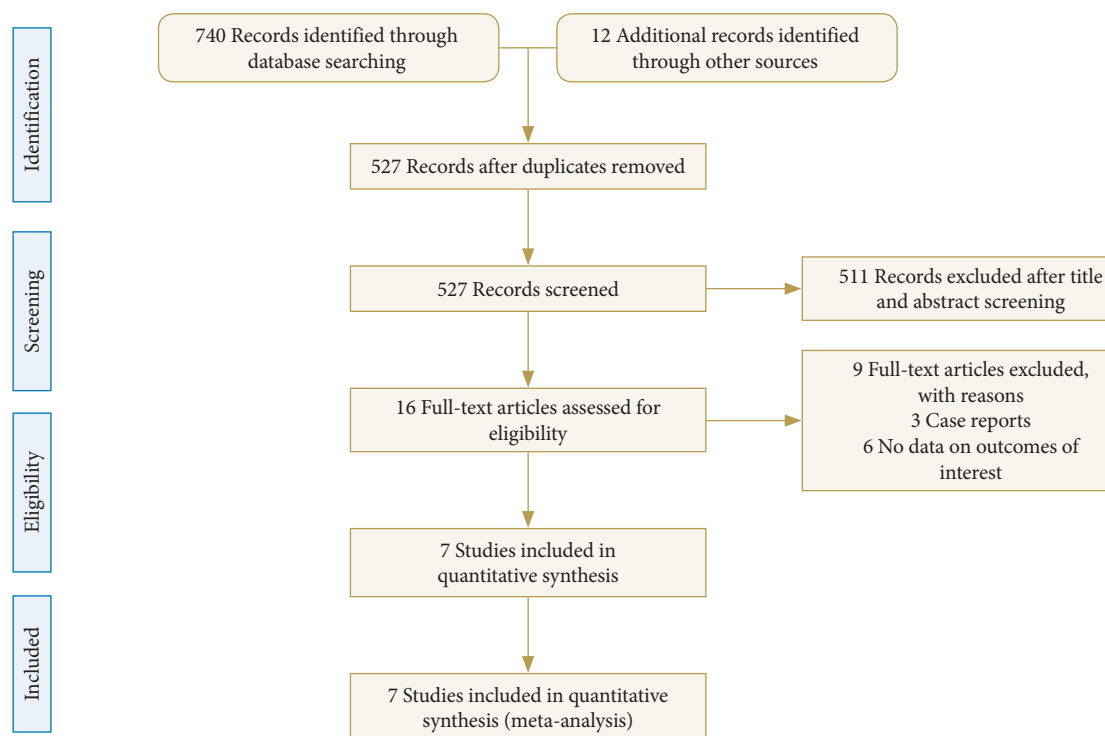 Identification
740 Records identified through
database searching
12 Additional records identified
through other sources
527 Records after duplicates removed
Screening
527 Records screened
511 Records excluded after title
and abstract screening
Eligibility
16 Full-text articles assessed for
eligibility
9 Full-text articles excluded,
with reasons
3 Case reports
6 No data on outcomes of
interest
7 Studies included in
quantitative synthesis
Included
7 Studies included in quantitative
synthesis (meta-analysis)